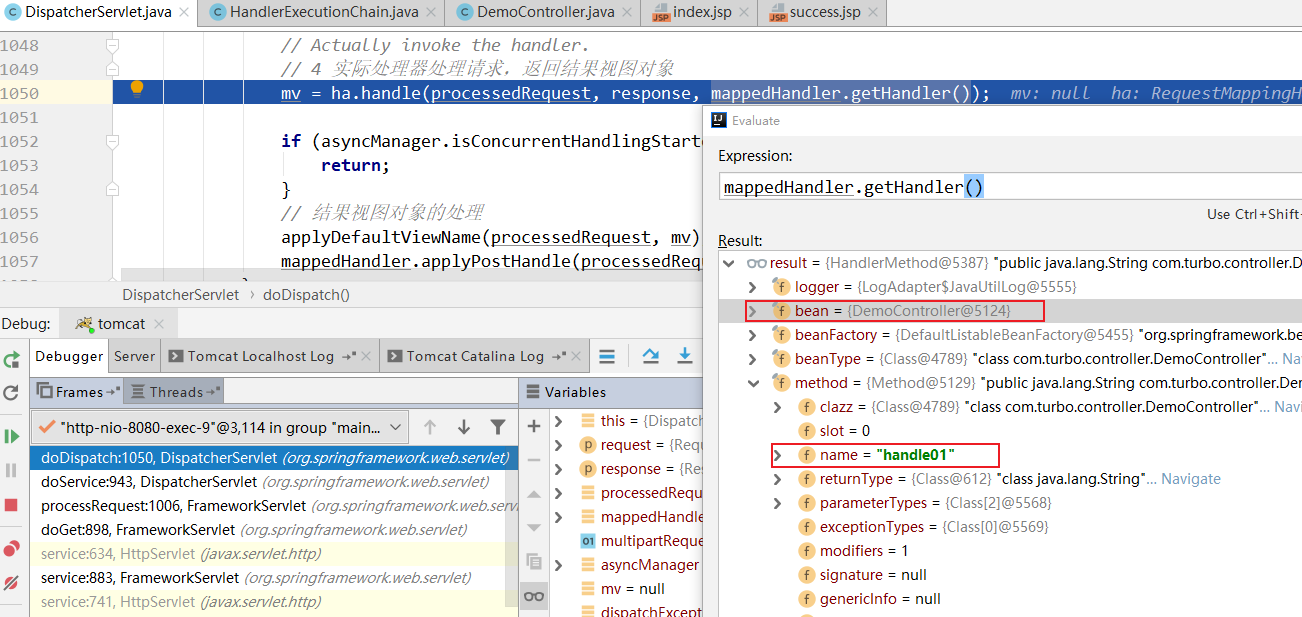 DispatcherServlet.java × HandlerExecutionChain.java × DemoController.java × index.jsp × success.jsp ×
1048 // Actually invoke the handler.
1049 // 4 实际处理器处理请求，返回结果视图对象
1050 mv = ha.handle(processedRequest, response, mappedHandler.getHandler()); mv: null ha: RequestMappingH
1051
Evaluate
1052 if (asyncManager.isConcurrentHandlingStart
Expression:
1053 return;
mappedHandler.getHandler()
1054 }
Use Ctrl+Shift
1055 // 结果视图对象的处理
1056 applyDefaultViewName(processedRequest, mv)
Result:
1057 mappedHandler.applyPostHandle(processedReq
result = {HandlerMethod@5387} "public java.lang.String com.turbo.controller.D
logger = {LogAdapter$JavaUtilLog@5555}
bean = {DemoController@5124}
beanFactory = {DefaultListableBeanFactory@5455} "org.springframework.be
beanType = {Class@4789} "class com.turbo.controller.DemoController"... Na
method = {Method@5129} "public java.lang.String com.turbo.controller.De
clazz = {Class@4789} "class com.turbo.controller.DemoController"... Navi
slot = 0
name = "handle01"
returnType = {Class@612} "class java.lang.String"... Navigate
parameterTypes = {Class[2]@5568}
exceptionTypes = {Class[0]@5569}
modifiers = 1
signature = null
genericInfo = null
DispatcherServlet › doDispatch()
Debug: tomcat ×
Debugger Server Tomcat Localhost Log × Tomcat Catalina Log ×
Frames Threads
"http-nio-8080-exec-9"@3,114 in group "main...
doDispatch:1050, DispatcherServlet (org.springframework.web.servlet)
doService:943, DispatcherServlet (org.springframework.web.servlet)
processRequest:1006, FrameworkServlet (org.springframework.web.serv
doGet:898, FrameworkServlet (org.springframework.web.servlet)
service:634, HttpServlet (javax.servlet.http)
service:883, FrameworkServlet (org.springframework.web.servlet)
service:741, HttpServlet (javax.servlet.http)
Variables
this = {Dispatc
request = {Req
response = {Res
processedRequ
mappedHandle
multipartReque
asyncManager
mv = null
dispatchExcept